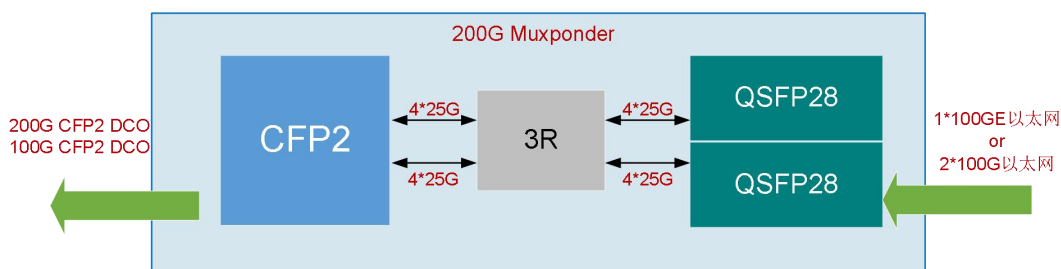 200G Muxponder
200G CFP2 DCO
100G CFP2 DCO
CFP2
4*25G
4*25G
3R
4*25G
4*25G
QSFP28
QSFP28
1*100GE以太网
or
2*100G以太网